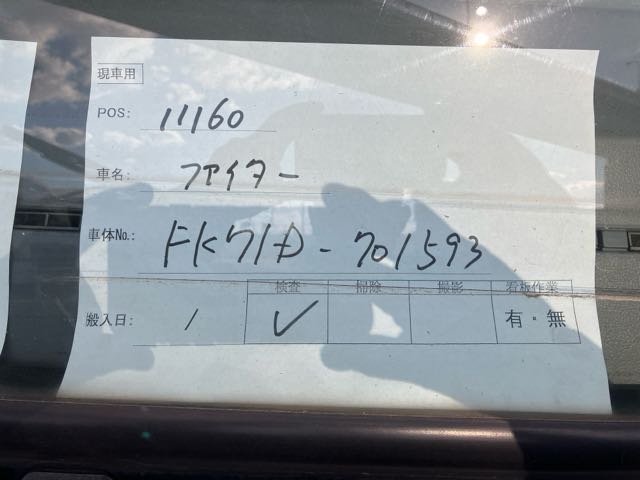 現車用
POS: 11160
車名: ファイター
車体No.: FK71D-701593
検査 掃除 撮影 看板作業
搬入日: / ✓ 有・無